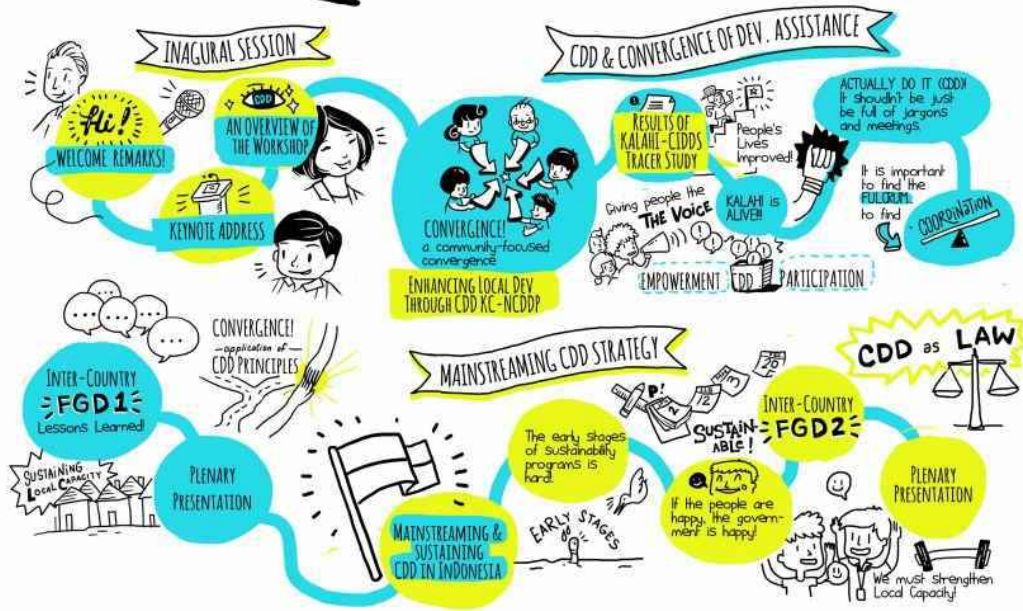 INAGURAL SESSION
Hi!
WELCOME REMARKS!
CDD
AN OVERVIEW OF
THE WORKSHOP
KEYNOTE ADDRESS
CONVERGENCE!
a community-focused
convergence
ENHANCING LOCAL DEV
THROUGH CDD KC-NCDDP
CDD & CONVERGENCE OF DEV. ASSISTANCE
RESULTS OF
KALAHI-CIDDS
TRACER STUDY
People's
Lives
Improved!
KALAHI is
ALIVE!!!
Giving people the
THE VOICE
EMPOWERMENT
CDD
PARTICIPATION
ACTUALLY DO IT (CDD)!
It shouldn't be just
be full of jargons
and meetings.
It is important
to find the
FULCRUM
to find
COORDINATION
INTER-COUNTRY
FGD1
Lessons Learned!
SUSTAINING
LOCAL CAPACITY
PLENARY
PRESENTATION
CONVERGENCE!
application of
CDD PRINCIPLES
MAINSTREAMING CDD STRATEGY
MAINSTREAMING &
SUSTAINING
CDD IN INDONESIA
The early stages
of sustainability
programs is
hard!
EARLY STAGES
P!
2
12
3
20
SUSTAIN-
ABLE!
If the people are
happy, the govern-
ment is happy!
INTER-COUNTRY
FGD2
CDD as LAW
PLENARY
PRESENTATION
We must strengthen
Local Capacity!